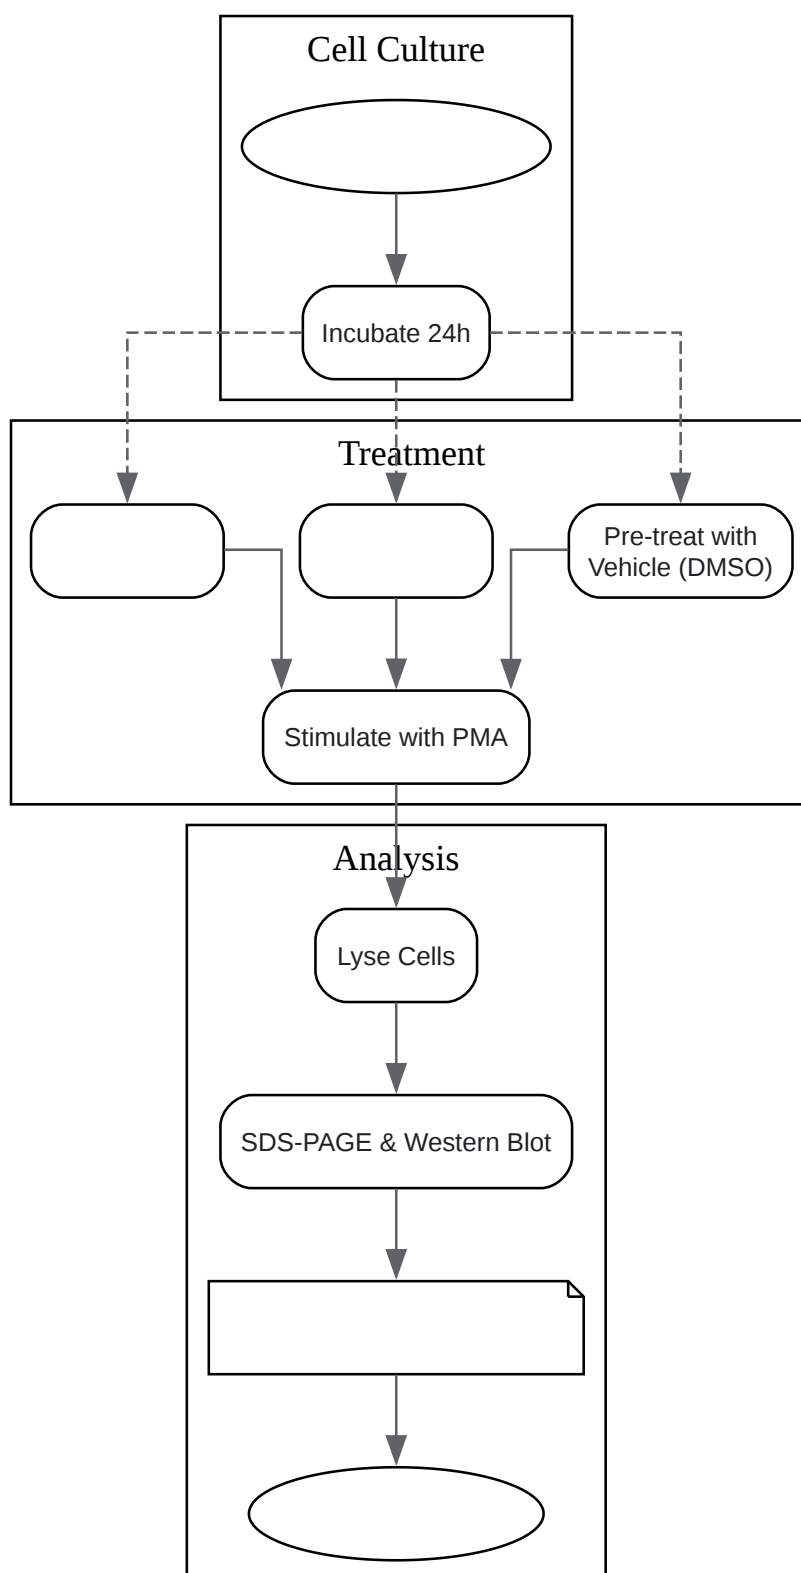 Cell Culture
Incubate 24h
Treatment
Pre-treat with
Vehicle (DMSO)
Stimulate with PMA
Analysis
Lyse Cells
SDS-PAGE & Western Blot